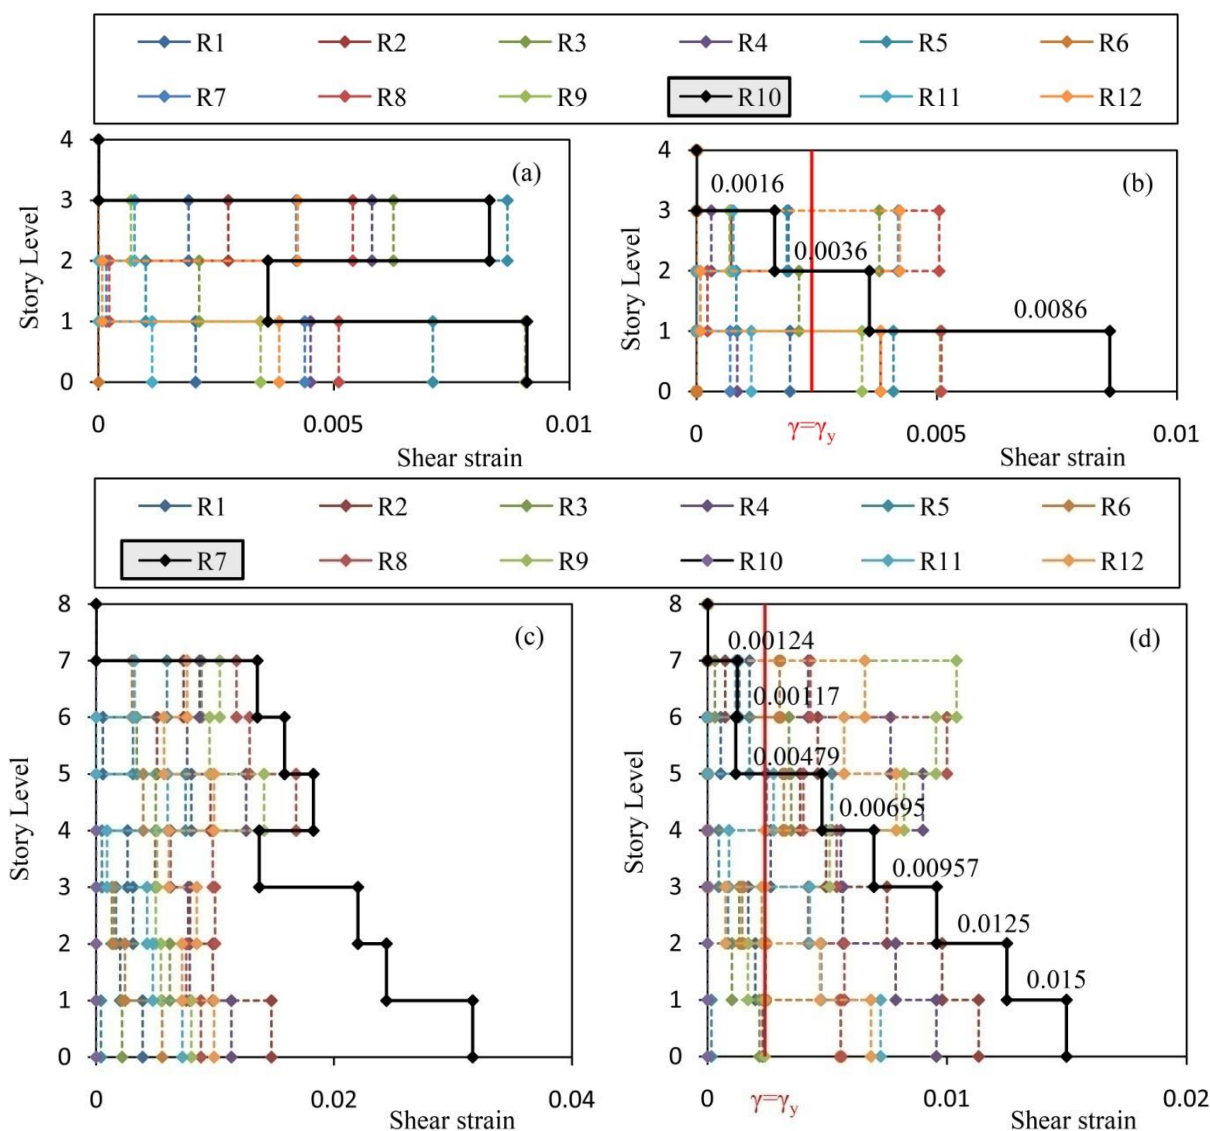 R1 R2 R3 R4 R5 R6
R7 R8 R9 R10 R11 R12
(a)
4
3
2
1
0
Story Level
0 0.005 0.01
Shear strain
(b)
4
3
2
1
0
Story Level
0.0016
0.0036
0.0086
0 0.005 0.01
γ=γy
Shear strain
R1 R2 R3 R4 R5 R6
R7 R8 R9 R10 R11 R12
(c)
8
7
6
5
4
3
2
1
0
Story Level
0 0.02 0.04
Shear strain
(d)
8
7
6
5
4
3
2
1
0
Story Level
0.00124
0.00117
0.00479
0.00695
0.00957
0.0125
0.015
0 0.01 0.02
γ=γy
Shear strain